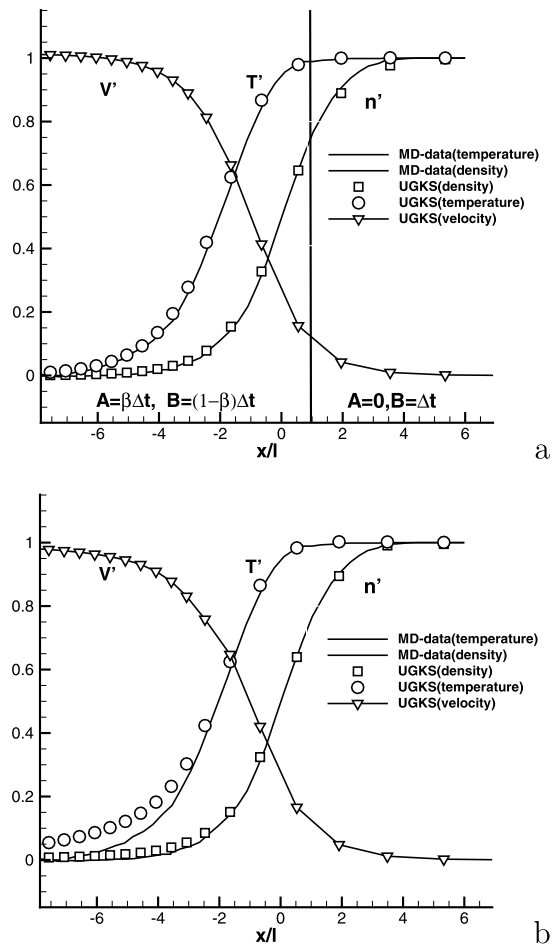 1
0.8
0.6
0.4
0.2
0
V'
T'
n'
MD-data(temperature)
MD-data(density)
UGKS(density)
UGKS(temperature)
UGKS(velocity)
A=βΔt, B=(1−β)Δt
A=0,B=Δt
-6 -4 -2 0 2 4 6
x/l
a
1
0.8
0.6
0.4
0.2
0
V'
T'
n'
MD-data(temperature)
MD-data(density)
UGKS(density)
UGKS(temperature)
UGKS(velocity)
-6 -4 -2 0 2 4 6
x/l
b